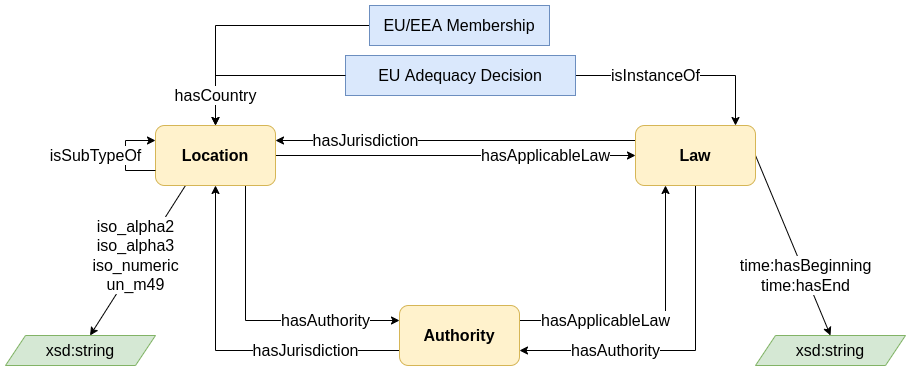 EU/EEA Membership
EU Adequacy Decision
isInstanceOf
hasCountry
isSubTypeOf
Location
hasJurisdiction
hasApplicableLaw
Law
iso_alpha2
iso_alpha3
iso_numeric
un_m49
time:hasBeginning
time:hasEnd
hasAuthority
Authority
hasApplicableLaw
hasJurisdiction
hasAuthority
xsd:string
xsd:string